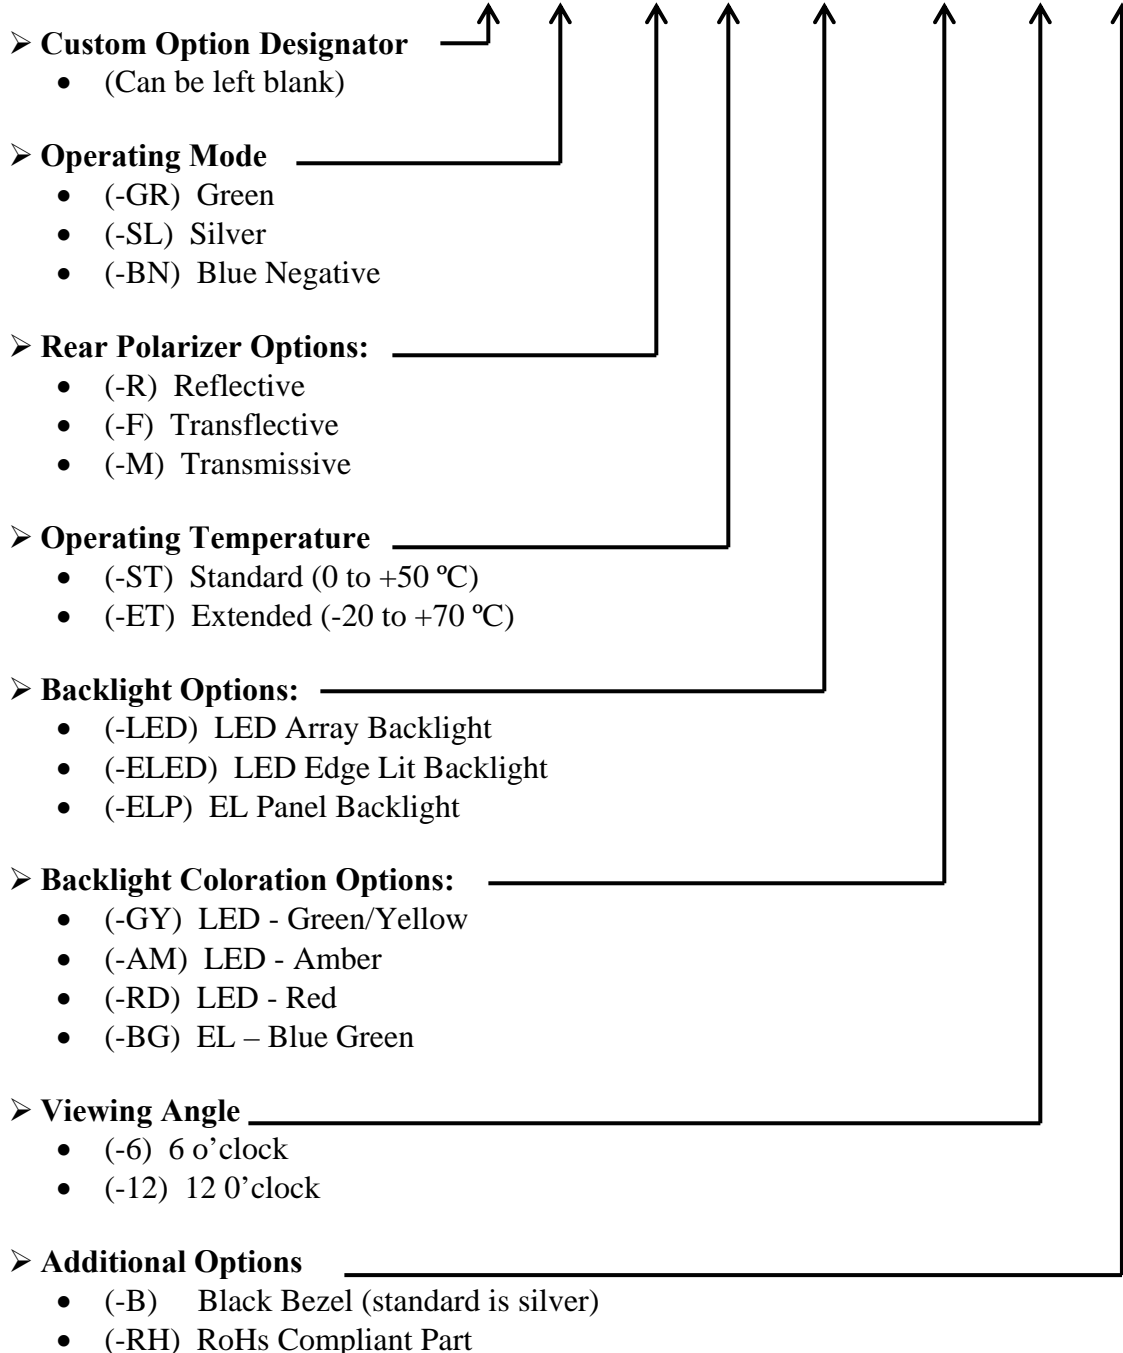 ➢ Custom Option Designator
• (Can be left blank)
➢ Operating Mode
• (-GR) Green
• (-SL) Silver
• (-BN) Blue Negative
➢ Rear Polarizer Options:
• (-R) Reflective
• (-F) Transflective
• (-M) Transmissive
➢ Operating Temperature
• (-ST) Standard (0 to +50 ºC)
• (-ET) Extended (-20 to +70 ºC)
➢ Backlight Options:
• (-LED) LED Array Backlight
• (-ELED) LED Edge Lit Backlight
• (-ELP) EL Panel Backlight
➢ Backlight Coloration Options:
• (-GY) LED - Green/Yellow
• (-AM) LED - Amber
• (-RD) LED - Red
• (-BG) EL – Blue Green
➢ Viewing Angle
• (-6) 6 o’clock
• (-12) 12 0’clock
➢ Additional Options
• (-B) Black Bezel (standard is silver)
• (-RH) RoHs Compliant Part